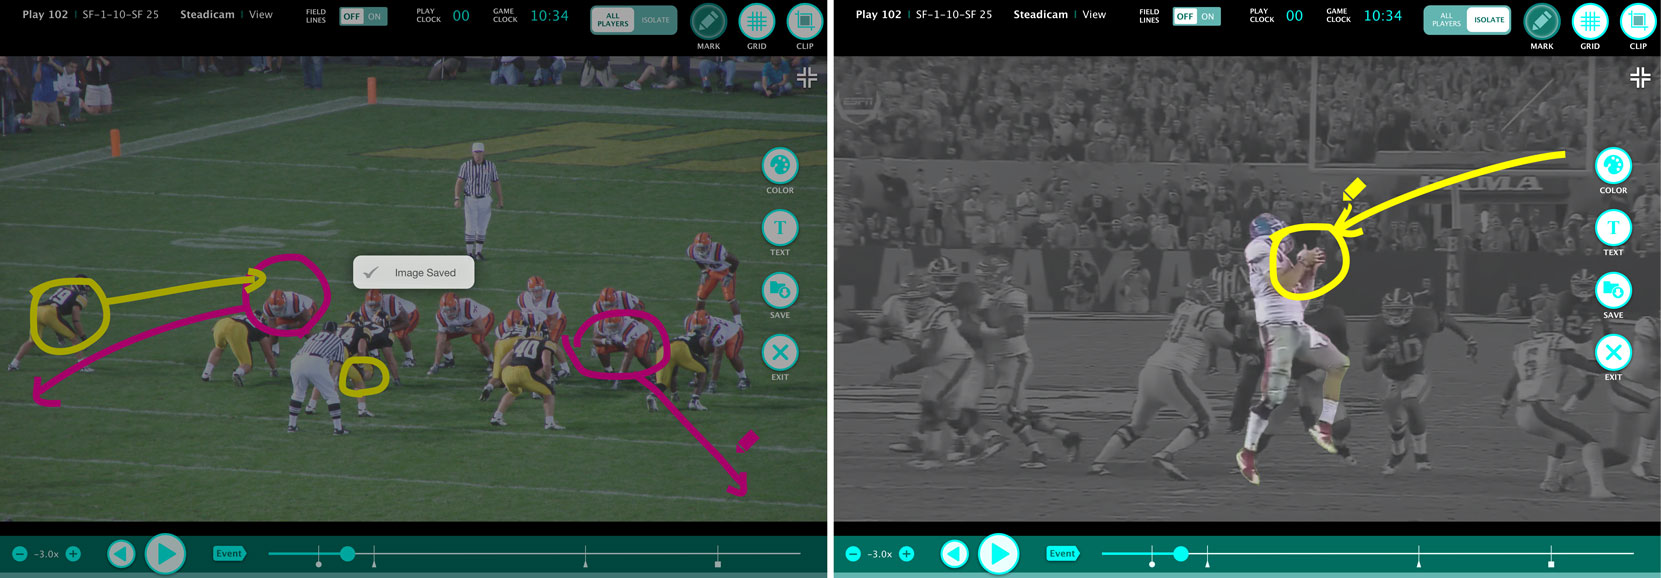 Play 102 | SF-1-10-SF 25 Steadicam | View FIELD LINES OFF ON PLAY CLOCK 00 GAME CLOCK 10:34 ALL PLAYERS ISOLATE
MARK GRID CLIP
COLOR
T
TEXT
Image Saved
SAVE
EXIT
40
-3.0x Event
Play 102 | SF-1-10-SF 25 Steadicam | View FIELD LINES OFF ON PLAY CLOCK 00 GAME CLOCK 10:34 ALL PLAYERS ISOLATE
MARK GRID CLIP
ESPN
HAMA
COLOR
T
TEXT
SAVE
EXIT
-3.0x Event